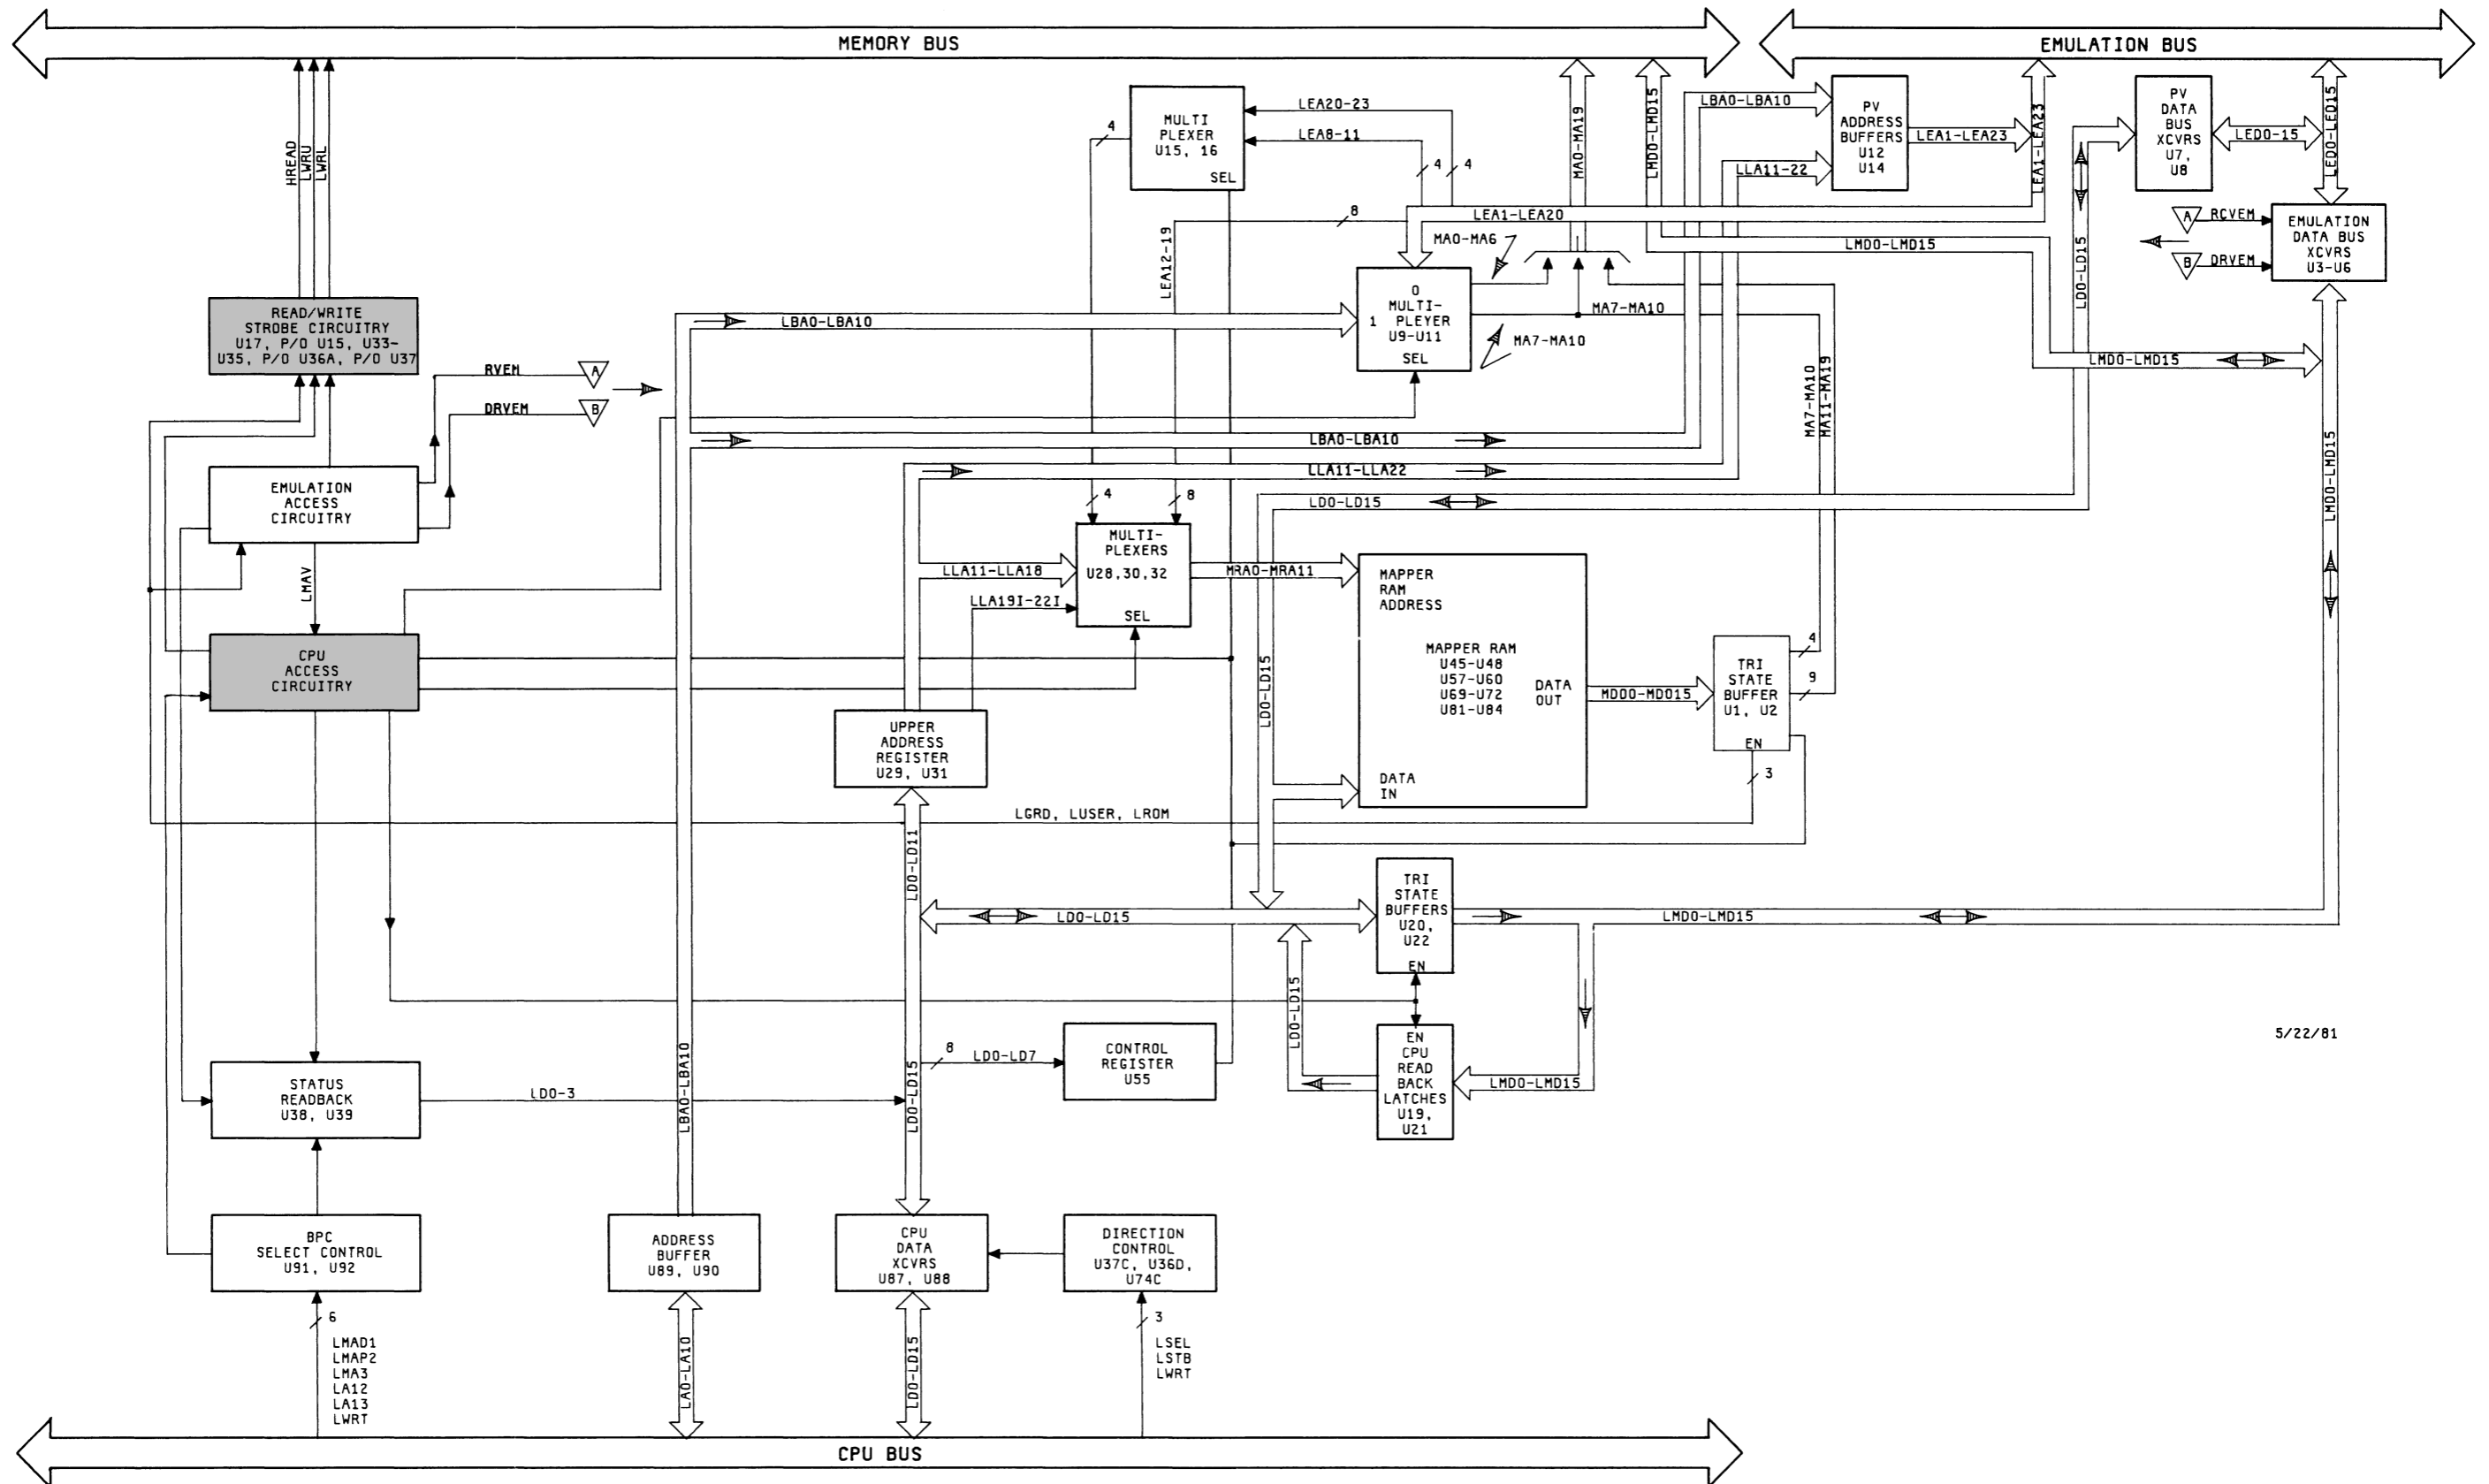 MEMORY BUS
EMULATION BUS
HREAD
LWRU
LWRL
MULTI
PLEXER
U15, 16
SEL
4
LEA20-23
LEA8-11
4
4
MA0-MA19
LMD0-LMD15
LBA0-LBA10
LLA11-22
PV
ADDRESS
BUFFERS
U12
U14
LEA1-LEA23
LEA1-LEA23
PV
DATA
BUS
XCVRS
U7,
U8
LED0-15
LED0-LED15
8
LEA1-LEA20
LEA12-19
MA0-MA6
LMD0-LMD15
LD0-LD15
A
RCVEM
B
DRVEM
EMULATION
DATA BUS
XCVRS
U3-U6
READ/WRITE
STROBE CIRCUITRY
U17, P/O U15, U33-
U35, P/O U36A, P/O U37
LBA0-LBA10
0
MULTI-
1 PLEYER
U9-U11
SEL
MA7-MA10
MA7-MA10
LMD0-LMD15
RVEM
A
DRVEM
B
MA7-MA10
MA11-MA19
LBA0-LBA10
LLA11-LLA22
LD0-LD15
LMD0-LMD15
EMULATION
ACCESS
CIRCUITRY
4
8
LMAV
MULTI-
PLEXERS
U28,30,32
SEL
LLA11-LLA18
LLA19I-22I
MRA0-MRA11
MAPPER
RAM
ADDRESS
MAPPER RAM
U45-U48
U57-U60
U69-U72
U81-U84
DATA
OUT
DATA
IN
MDO0-MDO15
TRI
STATE
BUFFER
U1, U2
EN
4
9
3
CPU
ACCESS
CIRCUITRY
LD0-LD15
UPPER
ADDRESS
REGISTER
U29, U31
LGRD, LUSER, LROM
LD0-LD11
LD0-LD15
TRI
STATE
BUFFERS
U20,
U22
EN
LMD0-LMD15
LD0-LD15
5/22/81
STATUS
READBACK
U38, U39
LD0-3
LBA0-LBA10
LD0-LD15
8
LD0-LD7
CONTROL
REGISTER
U55
EN
CPU
READ
BACK
LATCHES
U19,
U21
LMD0-LMD15
BPC
SELECT CONTROL
U91, U92
ADDRESS
BUFFER
U89, U90
CPU
DATA
XCVRS
U87, U88
DIRECTION
CONTROL
U37C, U36D,
U74C
6
LMAD1
LMAP2
LMA3
LA12
LA13
LWRT
LA0-LA10
LD0-LD15
3
LSEL
LSTB
LWRT
CPU BUS